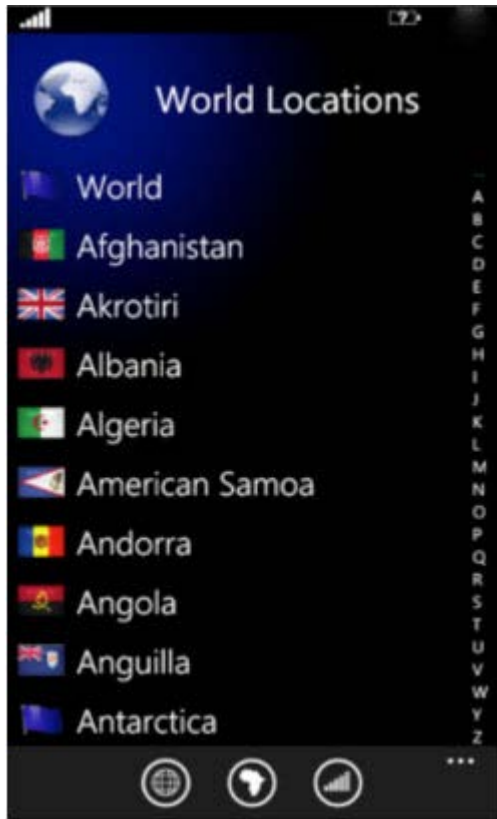 World Locations
World
Afghanistan
Akrotiri
Albania
Algeria
American Samoa
Andorra
Angola
Anguilla
Antarctica
A
B
C
D
E
F
G
H
I
J
K
L
M
N
O
P
Q
R
S
T
U
V
W
Y
Z
...